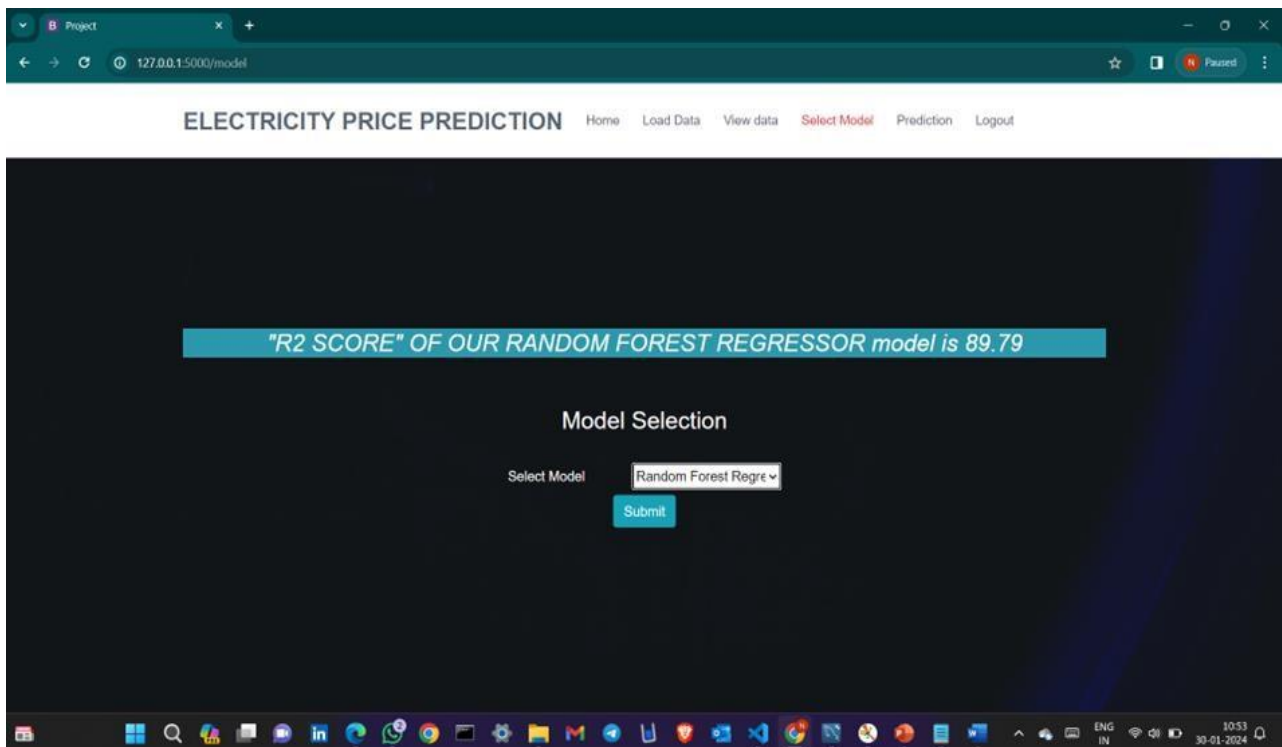 B Project
127.0.0.1:5000/model
N Paused
ELECTRICITY PRICE PREDICTION Home Load Data View data Select Model Prediction Logout
"R2 SCORE" OF OUR RANDOM FOREST REGRESSOR model is 89.79
Model Selection
Select Model Random Forest Regre
Submit
ENG 10:53
IN 30-01-2024